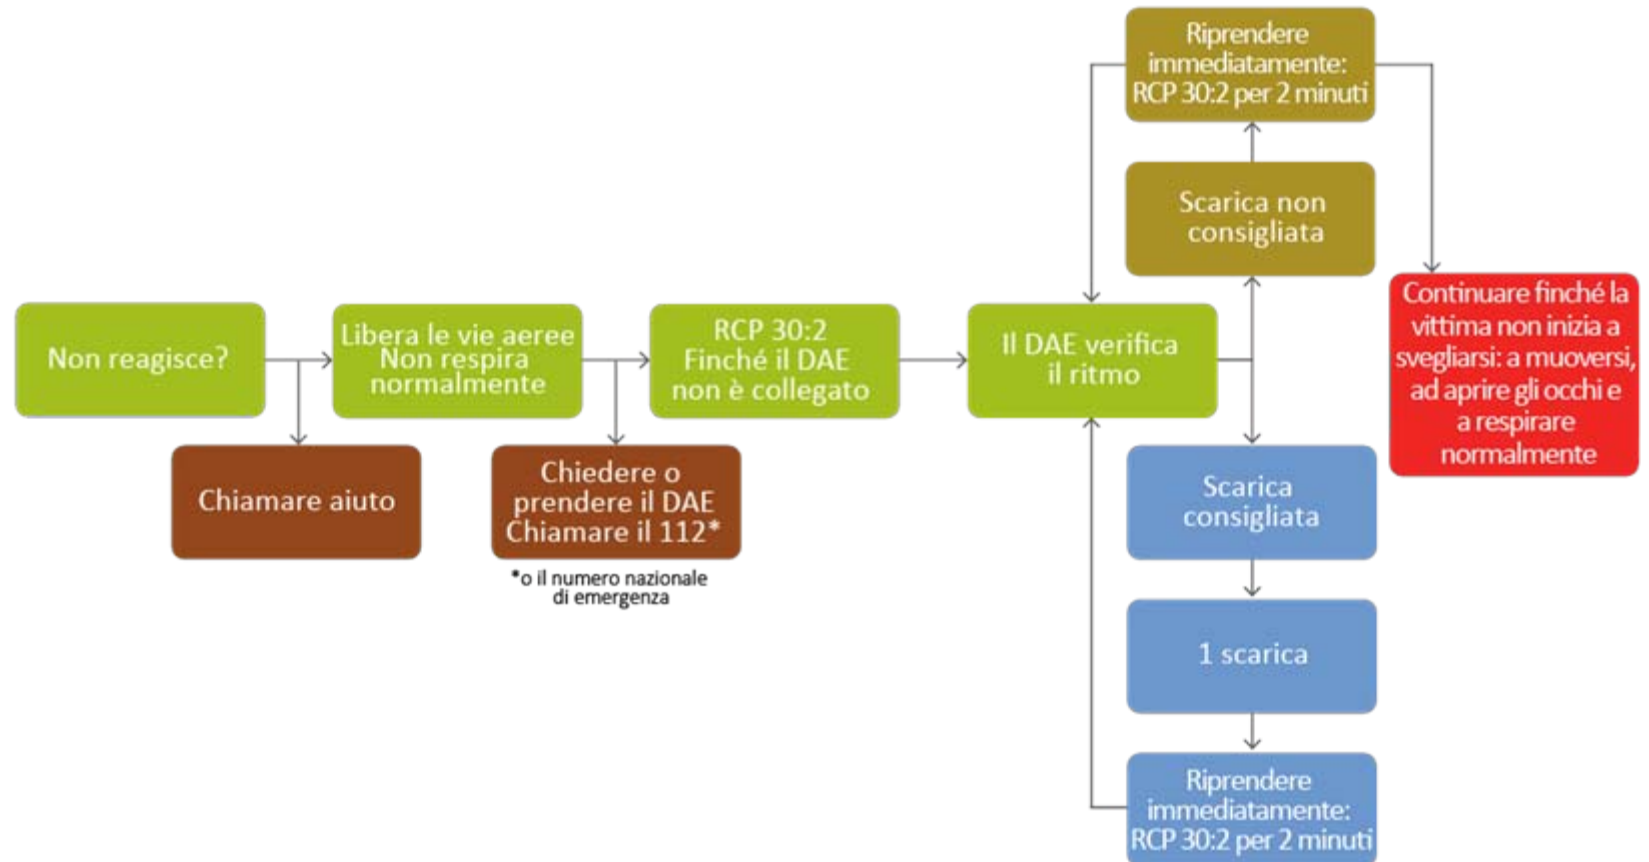 Non reagisce?
Chiamare aiuto
Libera le vie aeree
Non respira
normalmente
Chiedere o
prendere il DAE
Chiamare il 112*
*o il numero nazionale
di emergenza
RCP 30:2
Finché il DAE
non è collegato
Il DAE verifica
il ritmo
Riprendere
immediatamente:
RCP 30:2 per 2 minuti
Scarica non
consigliata
Scarica
consigliata
1 scarica
Riprendere
immediatamente:
RCP 30:2 per 2 minuti
Continuare finché la
vittima non inizia a
svegliarsi: a muoversi,
ad aprire gli occhi e
a respirare
normalmente